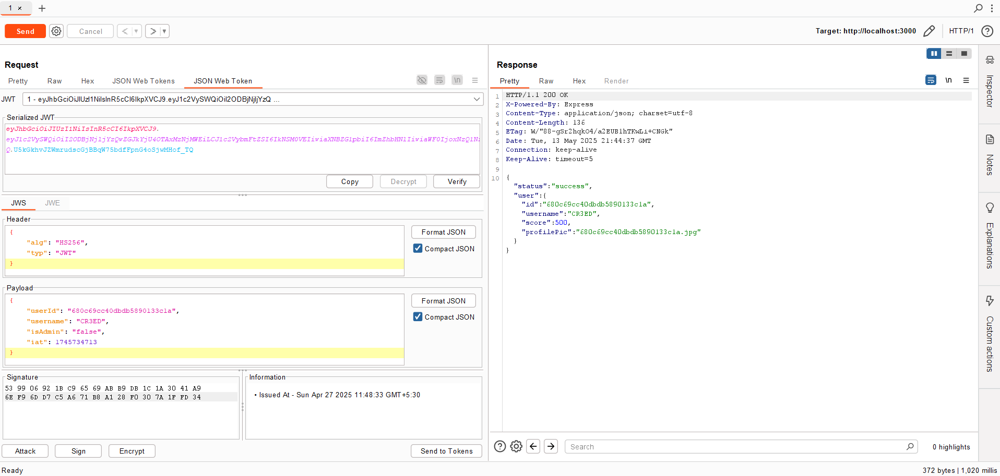 1 × +
Send Cancel < ▾ > ▾ Target: http://localhost:3000 HTTP/1 ?
Request
Pretty Raw Hex JSON Web Tokens JSON Web Token \n
JWT 1 - eyJhbGciOiJIUzI1NiIsInR5cCI6IkpXVCJ9.eyJ1c2VySWQiOiI2ODBjNjljYzQ ...
Serialized JWT
eyJhbGciOiJIUzI1NiIsInR5cCI6IkpXVCJ9.
eyJ1c2VySWQiOiI2ODBjNjljYzQwZGJkYjU4OTAxMzNjMWEiLCJ1c2VybmFtZSI6IkNSM0VEIiwiaXNBZG1pbiI6ImZhbHNlIiwiaWF0IjoxNzQ1Nz
Q.U5kGkhvJZWmrudscGjBBqW75bdfFpnG4oSjwMHof_TQ
Copy Decrypt Verify
JWS JWE
Header
{
"alg": "HS256",
"typ": "JWT"
}
Format JSON
Compact JSON
Payload
{
"userId": "680c69cc40dbdb5890133c1a",
"username": "CR3ED",
"isAdmin": "false",
"iat": 1745734713
}
Format JSON
Compact JSON
Signature
53 99 06 92 1B C9 65 69 AB B9 DB 1C 1A 30 41 A9
6E F9 6D D7 C5 A6 71 B8 A1 28 F0 30 7A 1F FD 34
Information
• Issued At - Sun Apr 27 2025 11:48:33 GMT+5:30
Attack Sign Encrypt Send to Tokens
Response
Pretty Raw Hex Render \n
1 HTTP/1.1 200 OK
2 X-Powered-By: Express
3 Content-Type: application/json; charset=utf-8
4 Content-Length: 136
5 ETag: W/"88-gSr2hqkO4/a2EUB1hTKwLi+CNGk"
6 Date: Tue, 13 May 2025 21:44:37 GMT
7 Connection: keep-alive
8 Keep-Alive: timeout=5
9
10 {
"status":"success",
"user":{
"id":"680c69cc40dbdb5890133c1a",
"username":"CR3ED",
"score":500,
"profilePic":"680c69cc40dbdb5890133c1a.jpg"
}
}
? Search 0 highlights
Inspector
Notes
Explanations
Custom actions
Ready 372 bytes | 1,020 millis